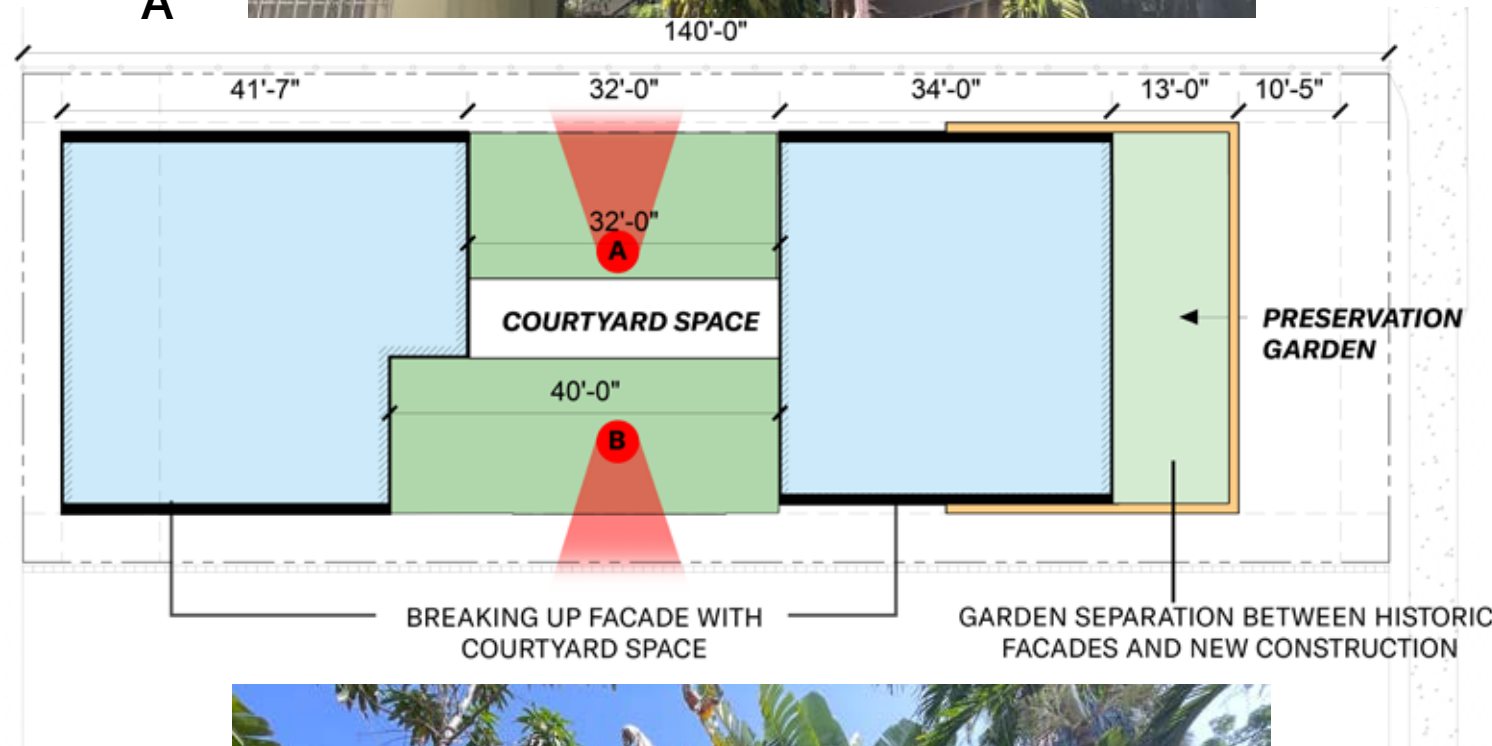 A
140'-0"
41'-7"
32'-0"
34'-0"
13'-0"
10'-5"
32'-0"
A
COURTYARD SPACE
PRESERVATION
GARDEN
40'-0"
B
BREAKING UP FACADE WITH
COURTYARD SPACE
GARDEN SEPARATION BETWEEN HISTORIC
FACADES AND NEW CONSTRUCTION